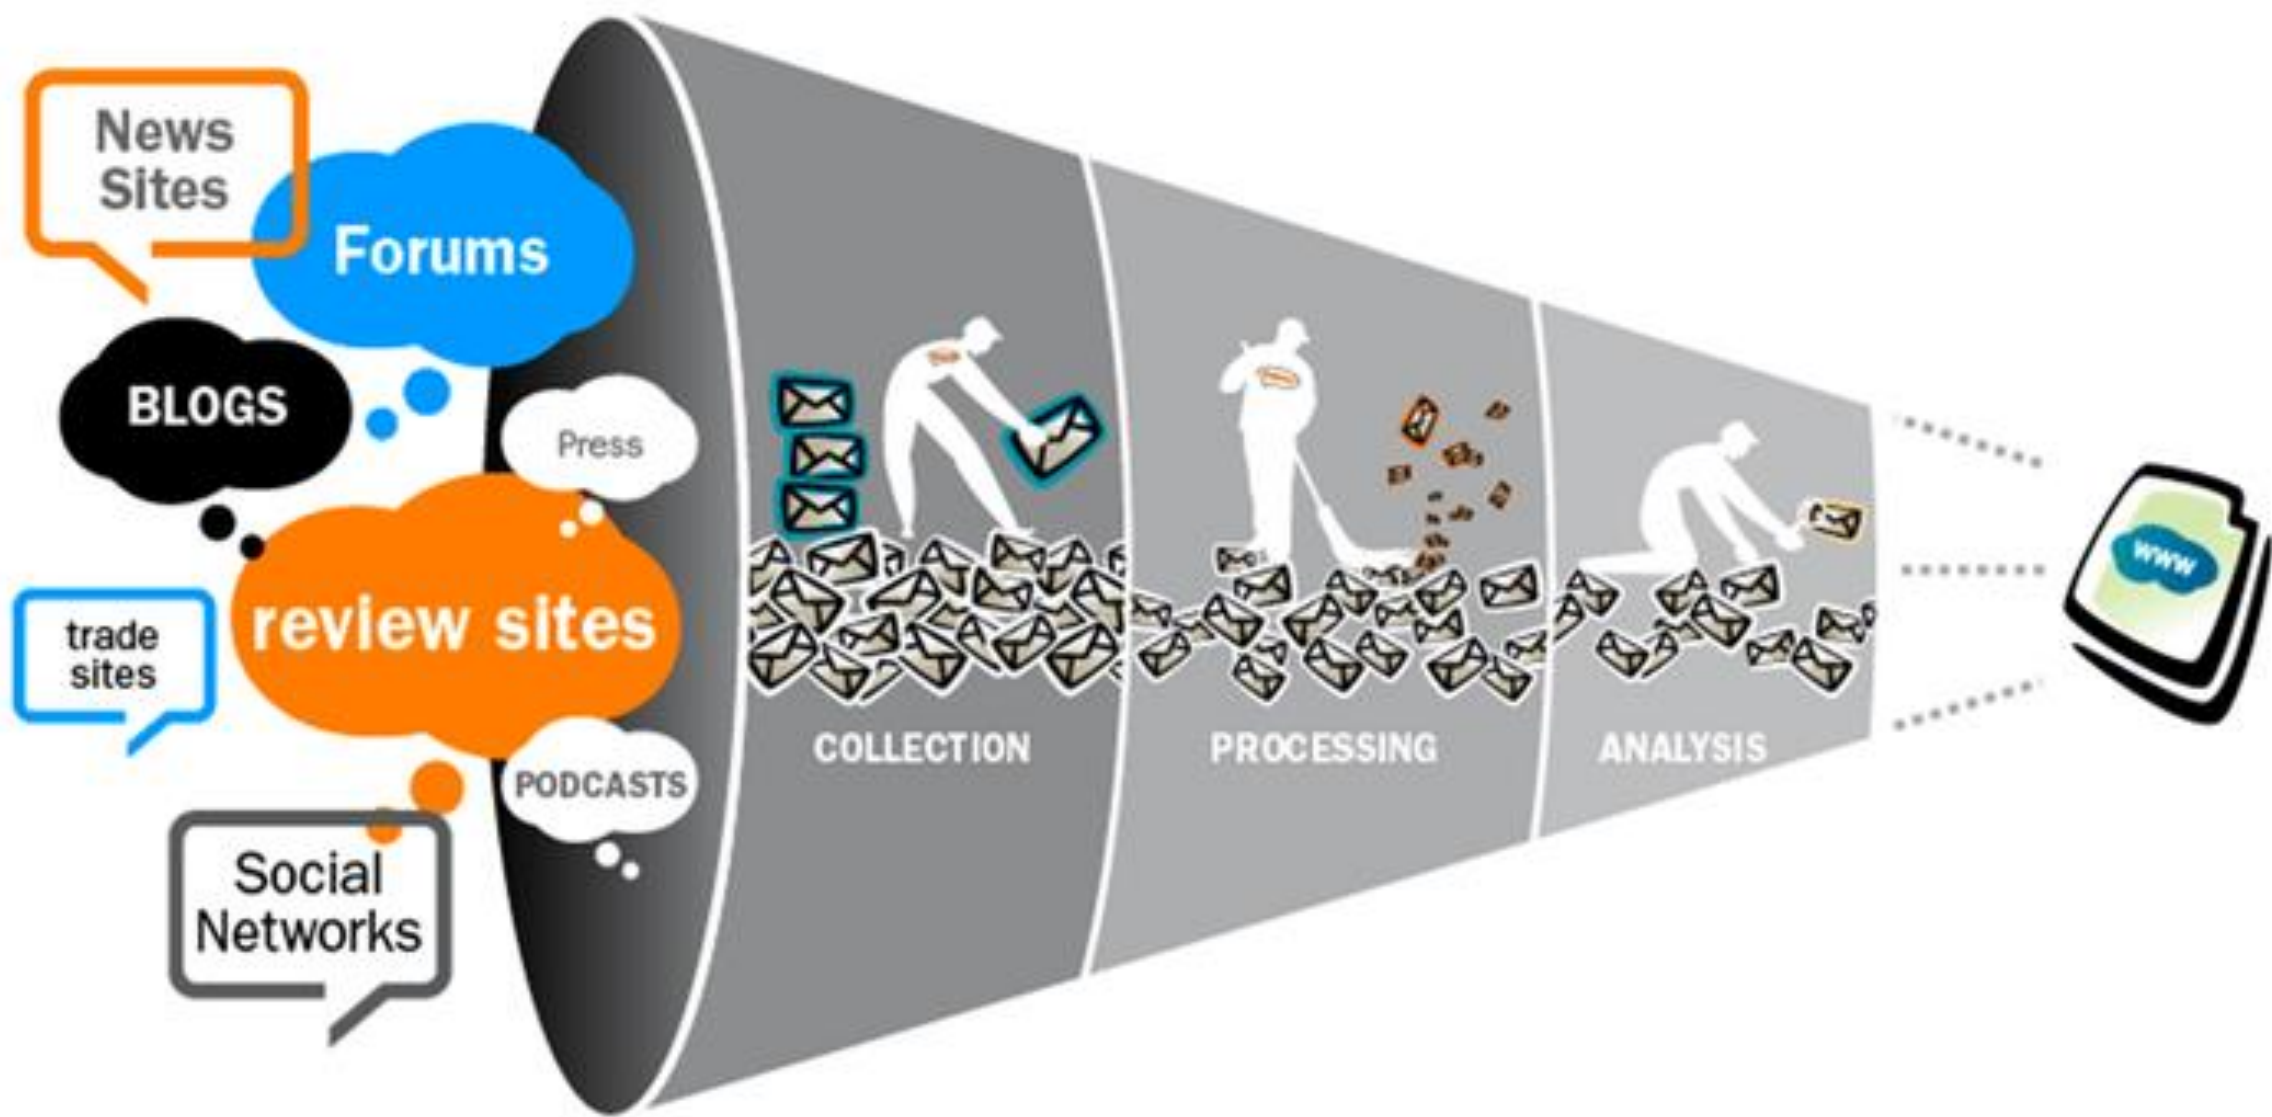 News
Sites
Forums
BLOGS
Press
review sites
trade
sites
PODCASTS
Social
Networks
COLLECTION
PROCESSING
ANALYSIS
www